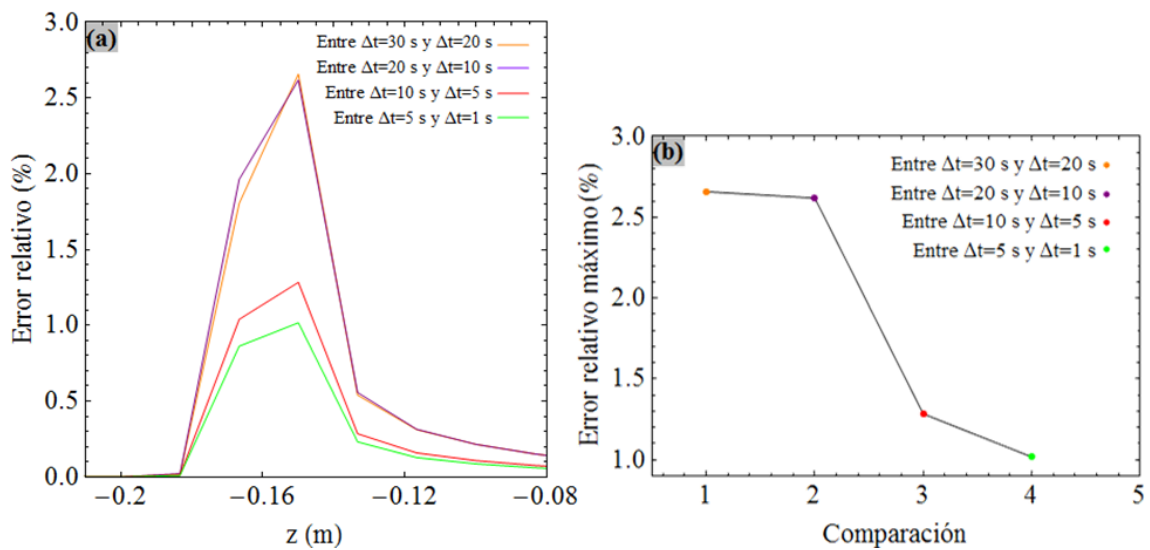 (a)
Entre Δt=30 s y Δt=20 s
Entre Δt=20 s y Δt=10 s
Entre Δt=10 s y Δt=5 s
Entre Δt=5 s y Δt=1 s
Error relativo (%)
3.0
2.5
2.0
1.5
1.0
0.5
0.0
−0.2
−0.16
−0.12
−0.08
z (m)
(b)
Entre Δt=30 s y Δt=20 s
Entre Δt=20 s y Δt=10 s
Entre Δt=10 s y Δt=5 s
Entre Δt=5 s y Δt=1 s
Error relativo máximo (%)
3.0
2.5
2.0
1.5
1.0
1
2
3
4
5
Comparación